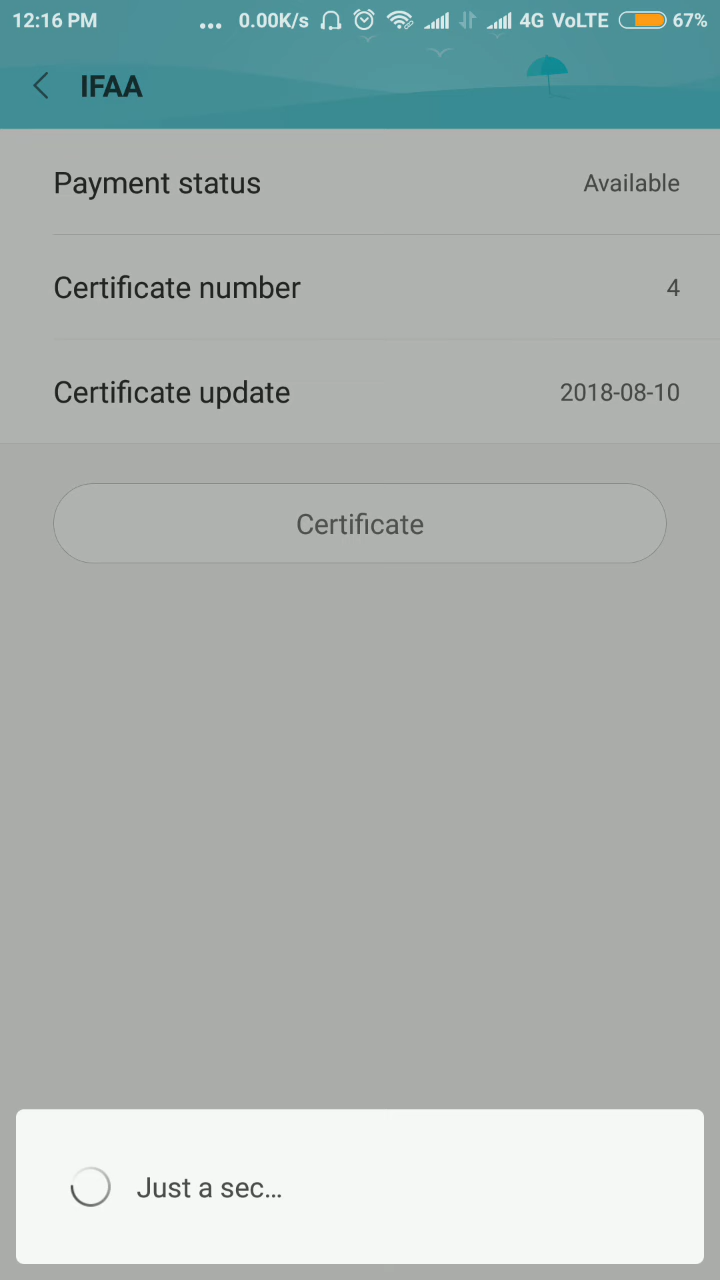 12:16 PM ... 0.00K/s 4G VoLTE 67%
IFAA
Payment status Available
Certificate number 4
Certificate update 2018-08-10
Certificate
Just a sec...